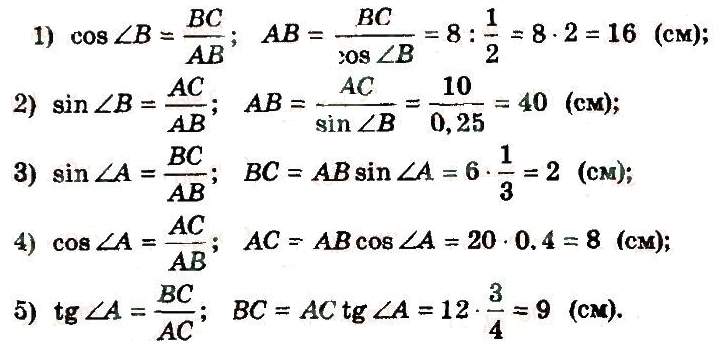 1) cos ∠B = BC/AB; AB = BC/cos ∠B = 8 : 1/2 = 8 · 2 = 16 (см);
2) sin ∠B = AC/AB; AB = AC/sin ∠B = 10/0,25 = 40 (см);
3) sin ∠A = BC/AB; BC = AB sin ∠A = 6 · 1/3 = 2 (см);
4) cos ∠A = AC/AB; AC = AB cos ∠A = 20 · 0.4 = 8 (см);
5) tg ∠A = BC/AC; BC = AC tg ∠A = 12 · 3/4 = 9 (см).